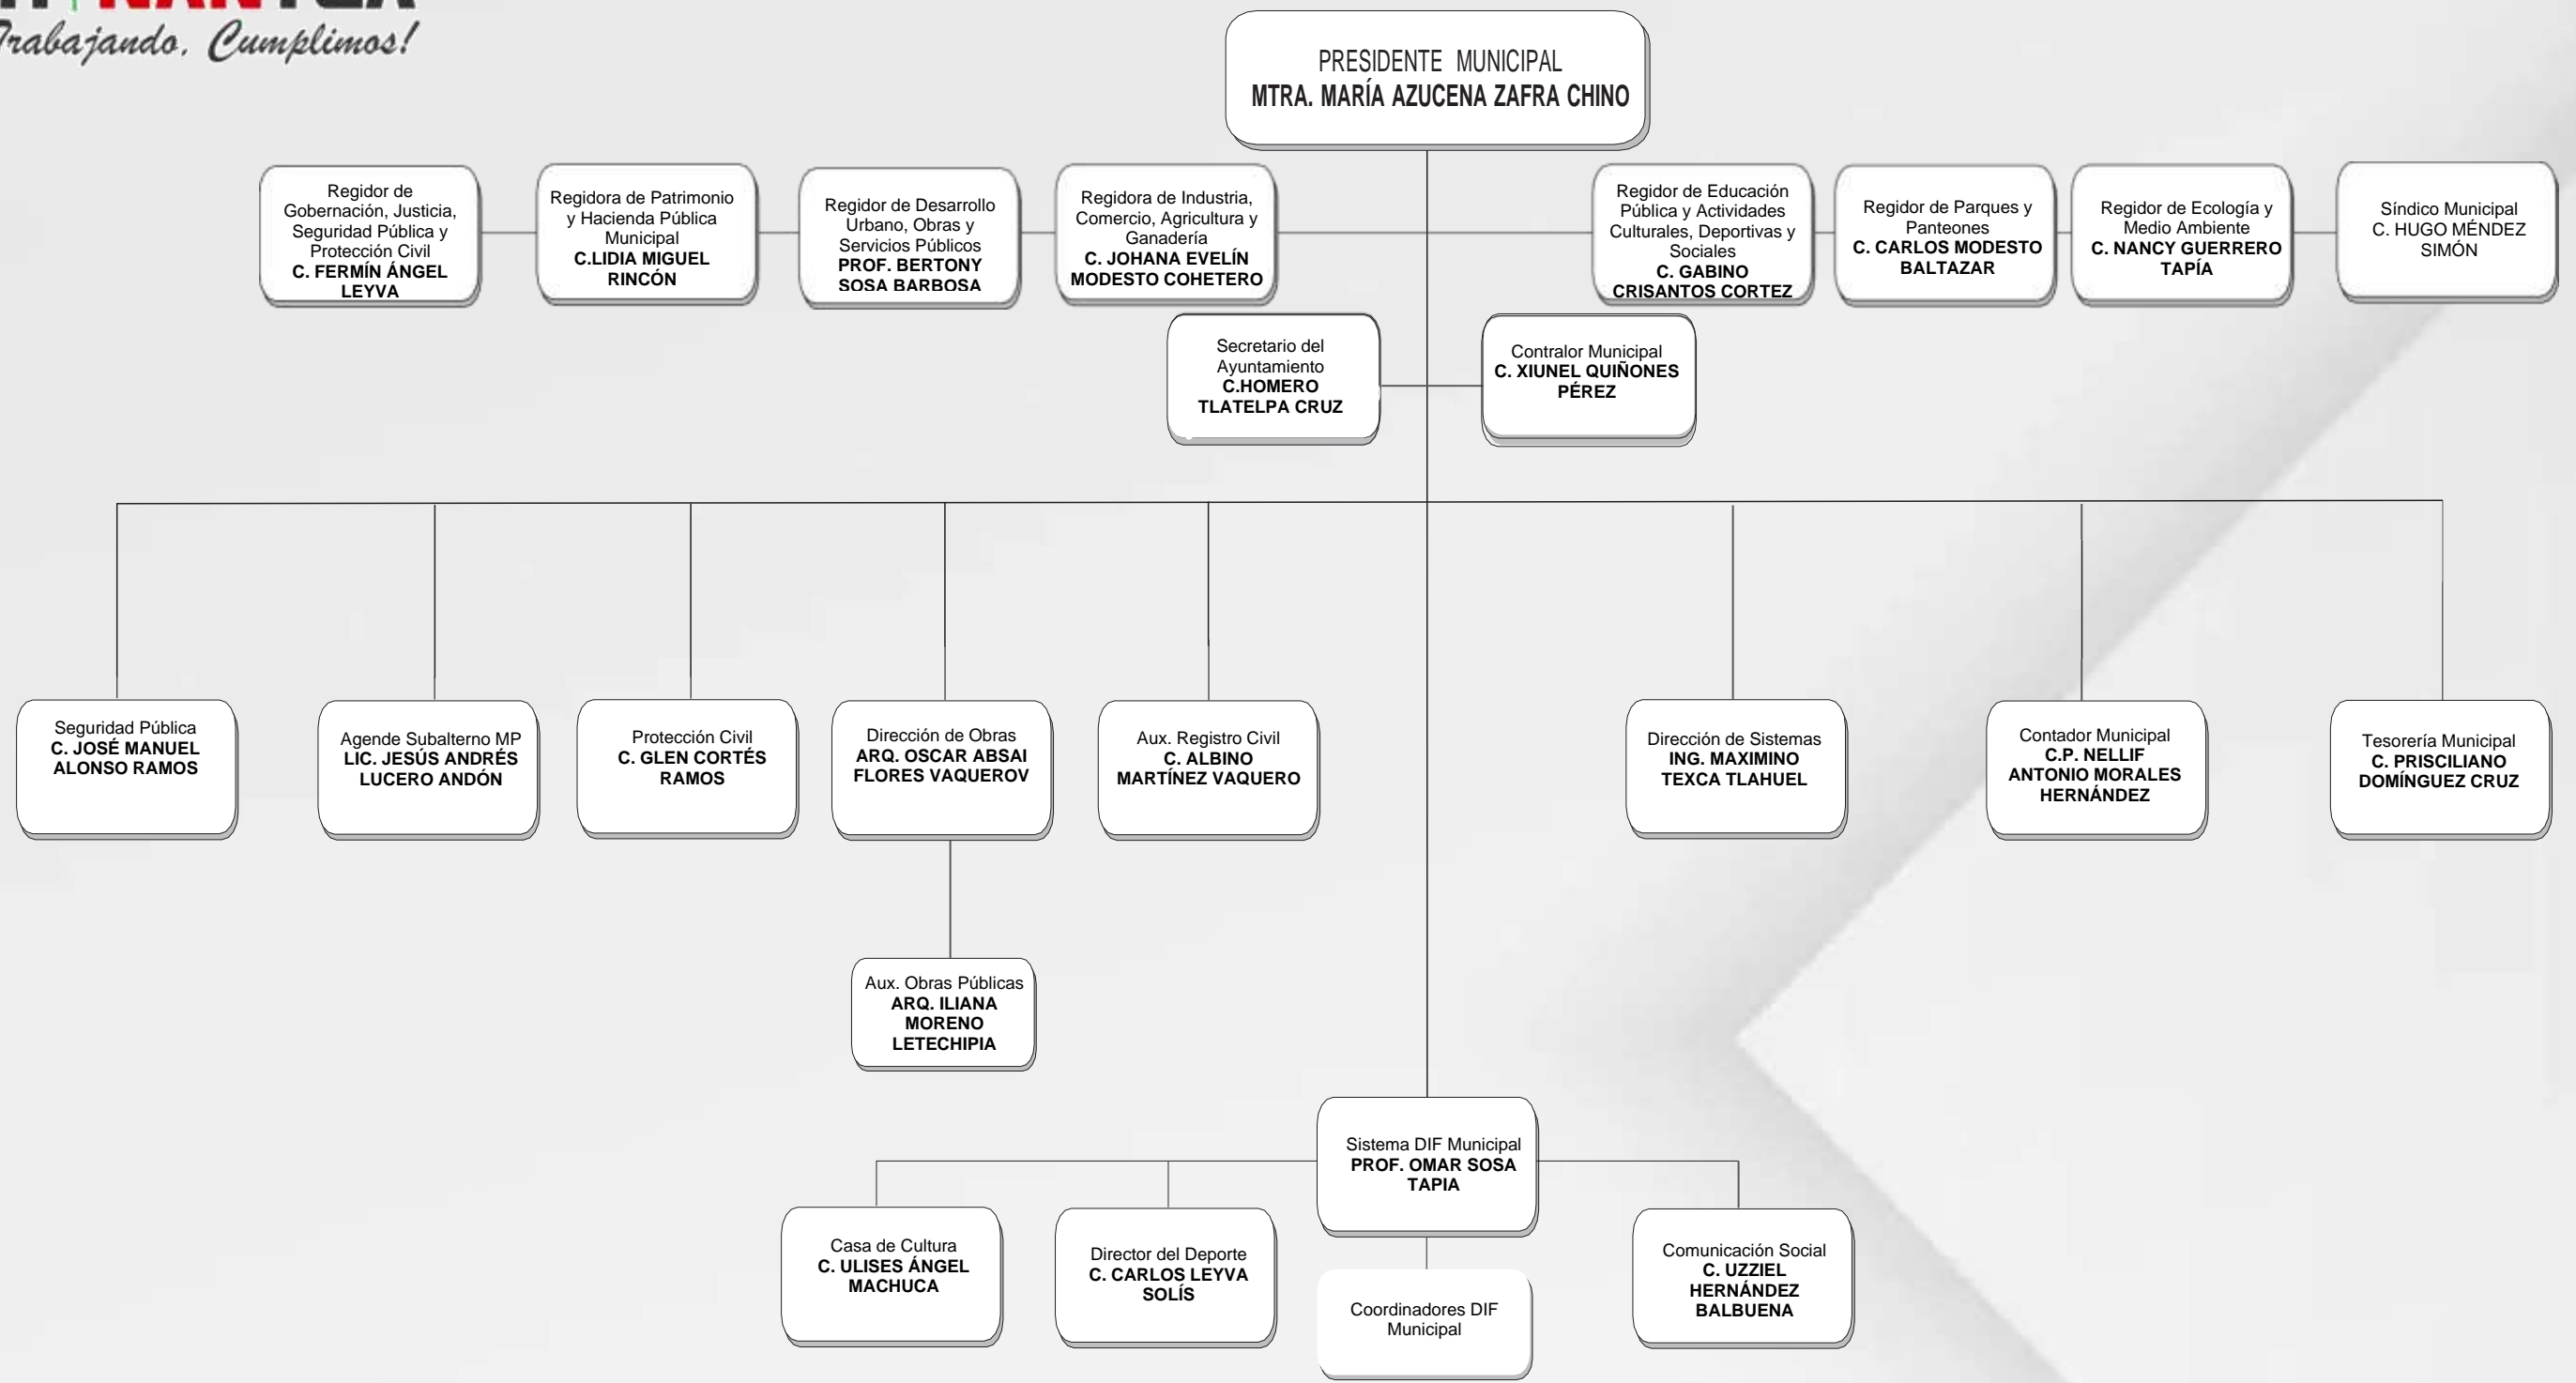 Trabajando, Cumplimos!
PRESIDENTE MUNICIPAL
MTRA. MARÍA AZUCENA ZAFRA CHINO
Regidor de
Gobernación, Justicia,
Seguridad Pública y
Protección Civil
C. FERMÍN ÁNGEL
LEYVA
Regidora de Patrimonio
y Hacienda Pública
Municipal
C.LIDIA MIGUEL
RINCÓN
Regidor de Desarrollo
Urbano, Obras y
Servicios Públicos
PROF. BERTONY
SOSA BARBOSA
Regidora de Industria,
Comercio, Agricultura y
Ganadería
C. JOHANA EVELÍN
MODESTO COHETERO
Regidor de Educación
Pública y Actividades
Culturales, Deportivas y
Sociales
C. GABINO
CRISANTOS CORTEZ
Regidor de Parques y
Panteones
C. CARLOS MODESTO
BALTAZAR
Regidor de Ecología y
Medio Ambiente
C. NANCY GUERRERO
TAPÍA
Síndico Municipal
C. HUGO MÉNDEZ
SIMÓN
Secretario del
Ayuntamiento
C.HOMERO
TLATELPA CRUZ
Contralor Municipal
C. XIUNEL QUIÑONES
PÉREZ
Seguridad Pública
C. JOSÉ MANUEL
ALONSO RAMOS
Agende Subalterno MP
LIC. JESÚS ANDRÉS
LUCERO ANDÓN
Protección Civil
C. GLEN CORTÉS
RAMOS
Dirección de Obras
ARQ. OSCAR ABSAI
FLORES VAQUEROV
Aux. Registro Civil
C. ALBINO
MARTÍNEZ VAQUERO
Dirección de Sistemas
ING. MAXIMINO
TEXCA TLAHUEL
Contador Municipal
C.P. NELLIF
ANTONIO MORALES
HERNÁNDEZ
Tesorería Municipal
C. PRISCILIANO
DOMÍNGUEZ CRUZ
Aux. Obras Públicas
ARQ. ILIANA
MORENO
LETECHIPIA
Sistema DIF Municipal
PROF. OMAR SOSA
TAPIA
Casa de Cultura
C. ULISES ÁNGEL
MACHUCA
Director del Deporte
C. CARLOS LEYVA
SOLÍS
Coordinadores DIF
Municipal
Comunicación Social
C. UZZIEL
HERNÁNDEZ
BALBUENA